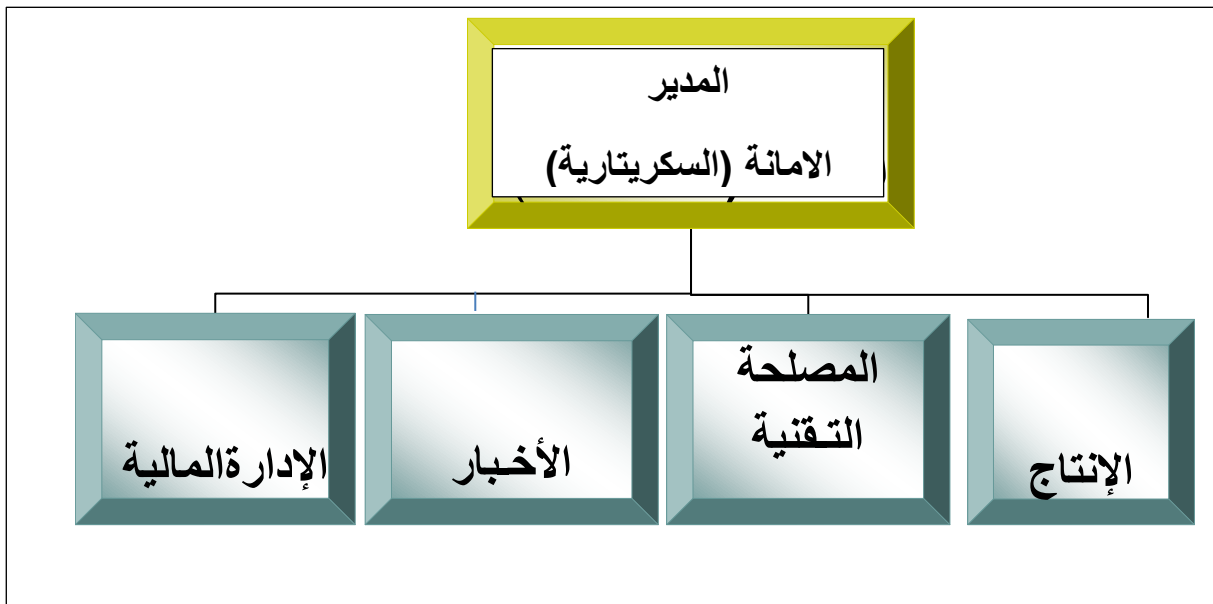 المدير
الامانة (السكريتارية)
المصلحة
التـقنية
الإنتاج
الأخـبار
الإدارةالمالية